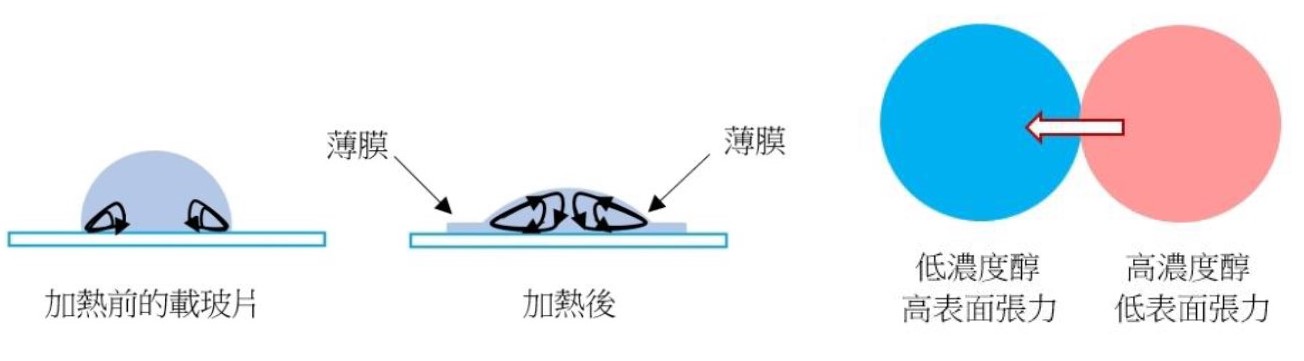 薄膜
薄膜
加熱前的載玻片
加熱後
低濃度醇
高表面張力
高濃度醇
低表面張力